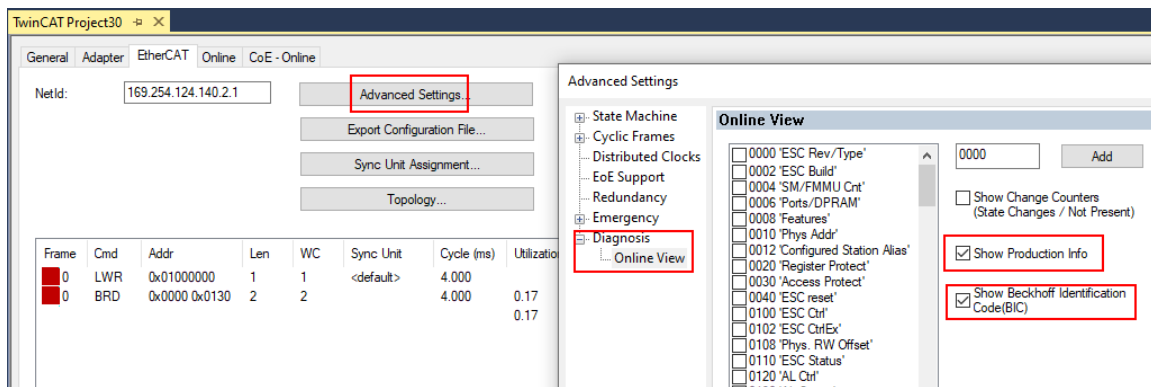 TwinCAT Project30
General Adapter EtherCAT Online CoE - Online
NetId: 169.254.124.140.2.1
Advanced Settings...
Export Configuration File...
Sync Unit Assignment...
Topology...
Frame Cmd Addr Len WC Sync Unit Cycle (ms) Utilizatio
0 LWR 0x01000000 1 1 <default> 4.000
0 BRD 0x0000 0x0130 2 2 4.000 0.17
0.17
Advanced Settings
State Machine
Cyclic Frames
Distributed Clocks
EoE Support
Redundancy
Emergency
Diagnosis
Online View
Online View
0000 'ESC Rev/Type'
0002 'ESC Build'
0004 'SM/FMMU Cnt'
0006 'Ports/DPRAM'
0008 'Features'
0010 'Phys Addr'
0012 'Configured Station Alias'
0020 'Register Protect'
0030 'Access Protect'
0040 'ESC reset'
0100 'ESC Ctrl'
0102 'ESC CtrlEx'
0108 'Phys. RW Offset'
0110 'ESC Status'
0120 'AL Ctrl'
0000 Add
Show Change Counters
(State Changes / Not Present)
Show Production Info
Show Beckhoff Identification
Code(BIC)